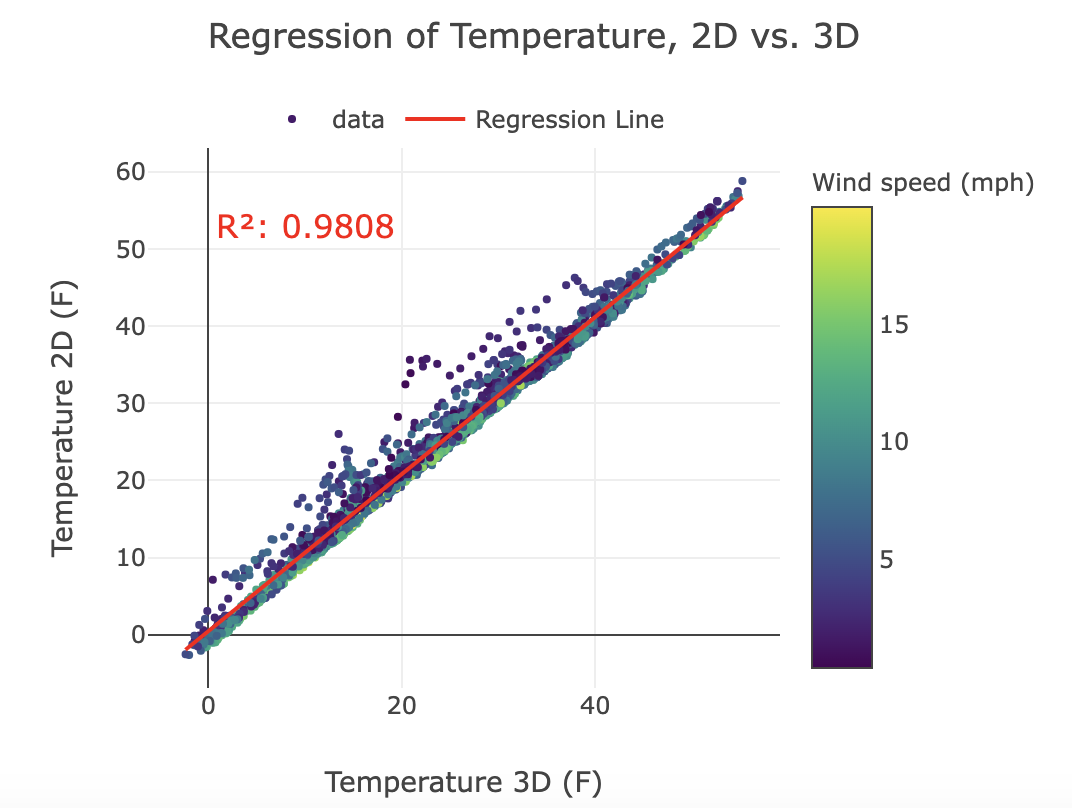 Regression of Temperature, 2D vs. 3D
data
Regression Line
Wind speed (mph)
R²: 0.9808
60
50
40
30
20
10
0
Temperature 2D (F)
15
10
5
0
20
40
Temperature 3D (F)